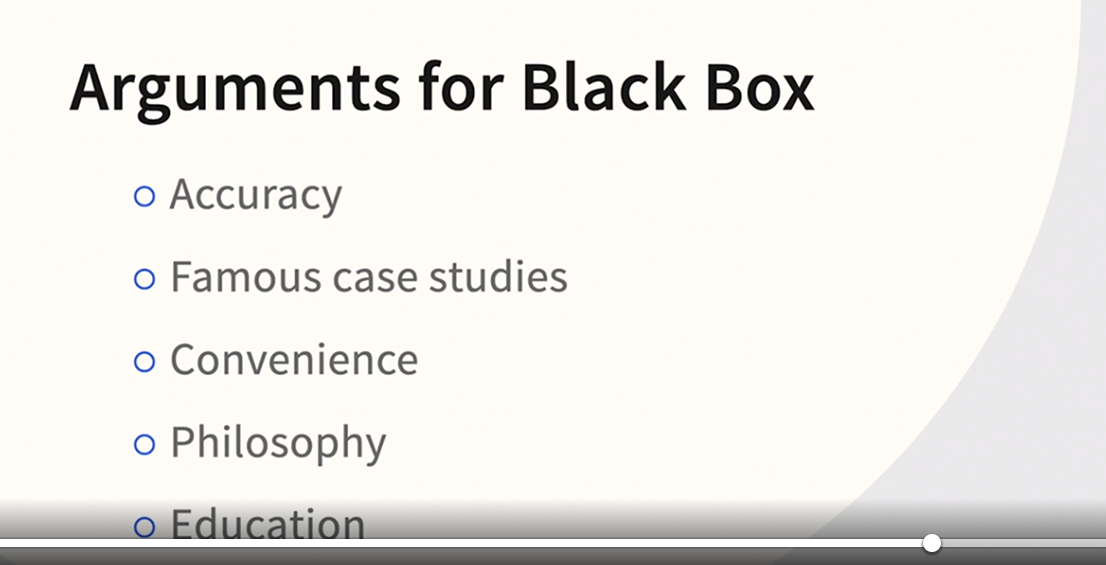 Arguments for Black Box
Accuracy
Famous case studies
Convenience
Philosophy
Education